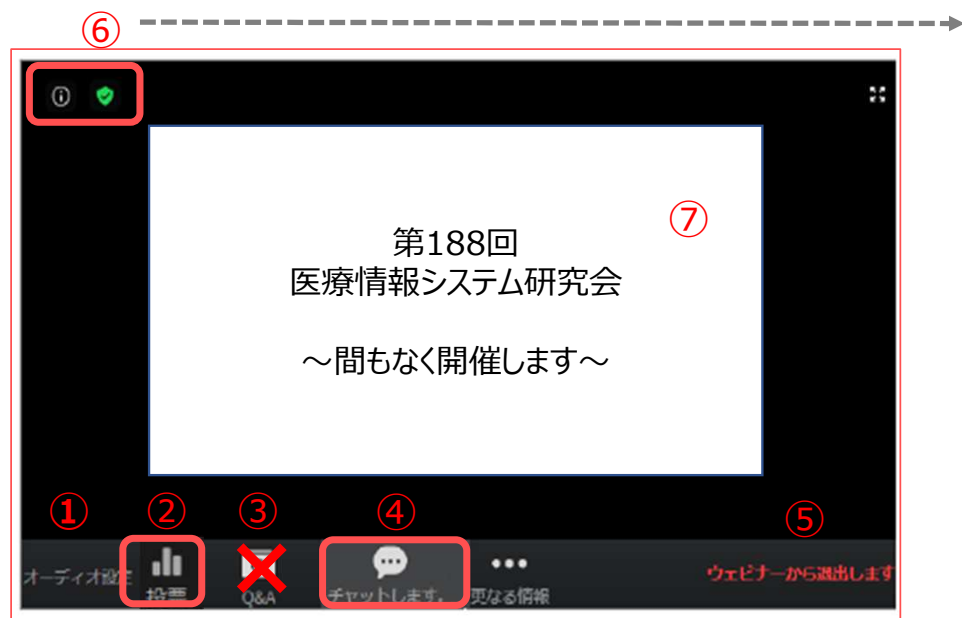 ⑥
第188回
⑦
医療情報システム研究会
～間もなく開催します～
① ② ③ ④ ⑤
オーディオ設定 投票 Q&A チャットします。 更なる情報 ウェビナーから退出します